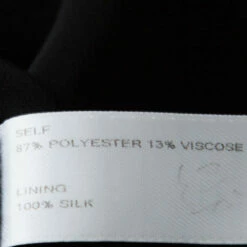 SELF
87% POLYESTER 13% VISCOSE
LINING
100% SILK